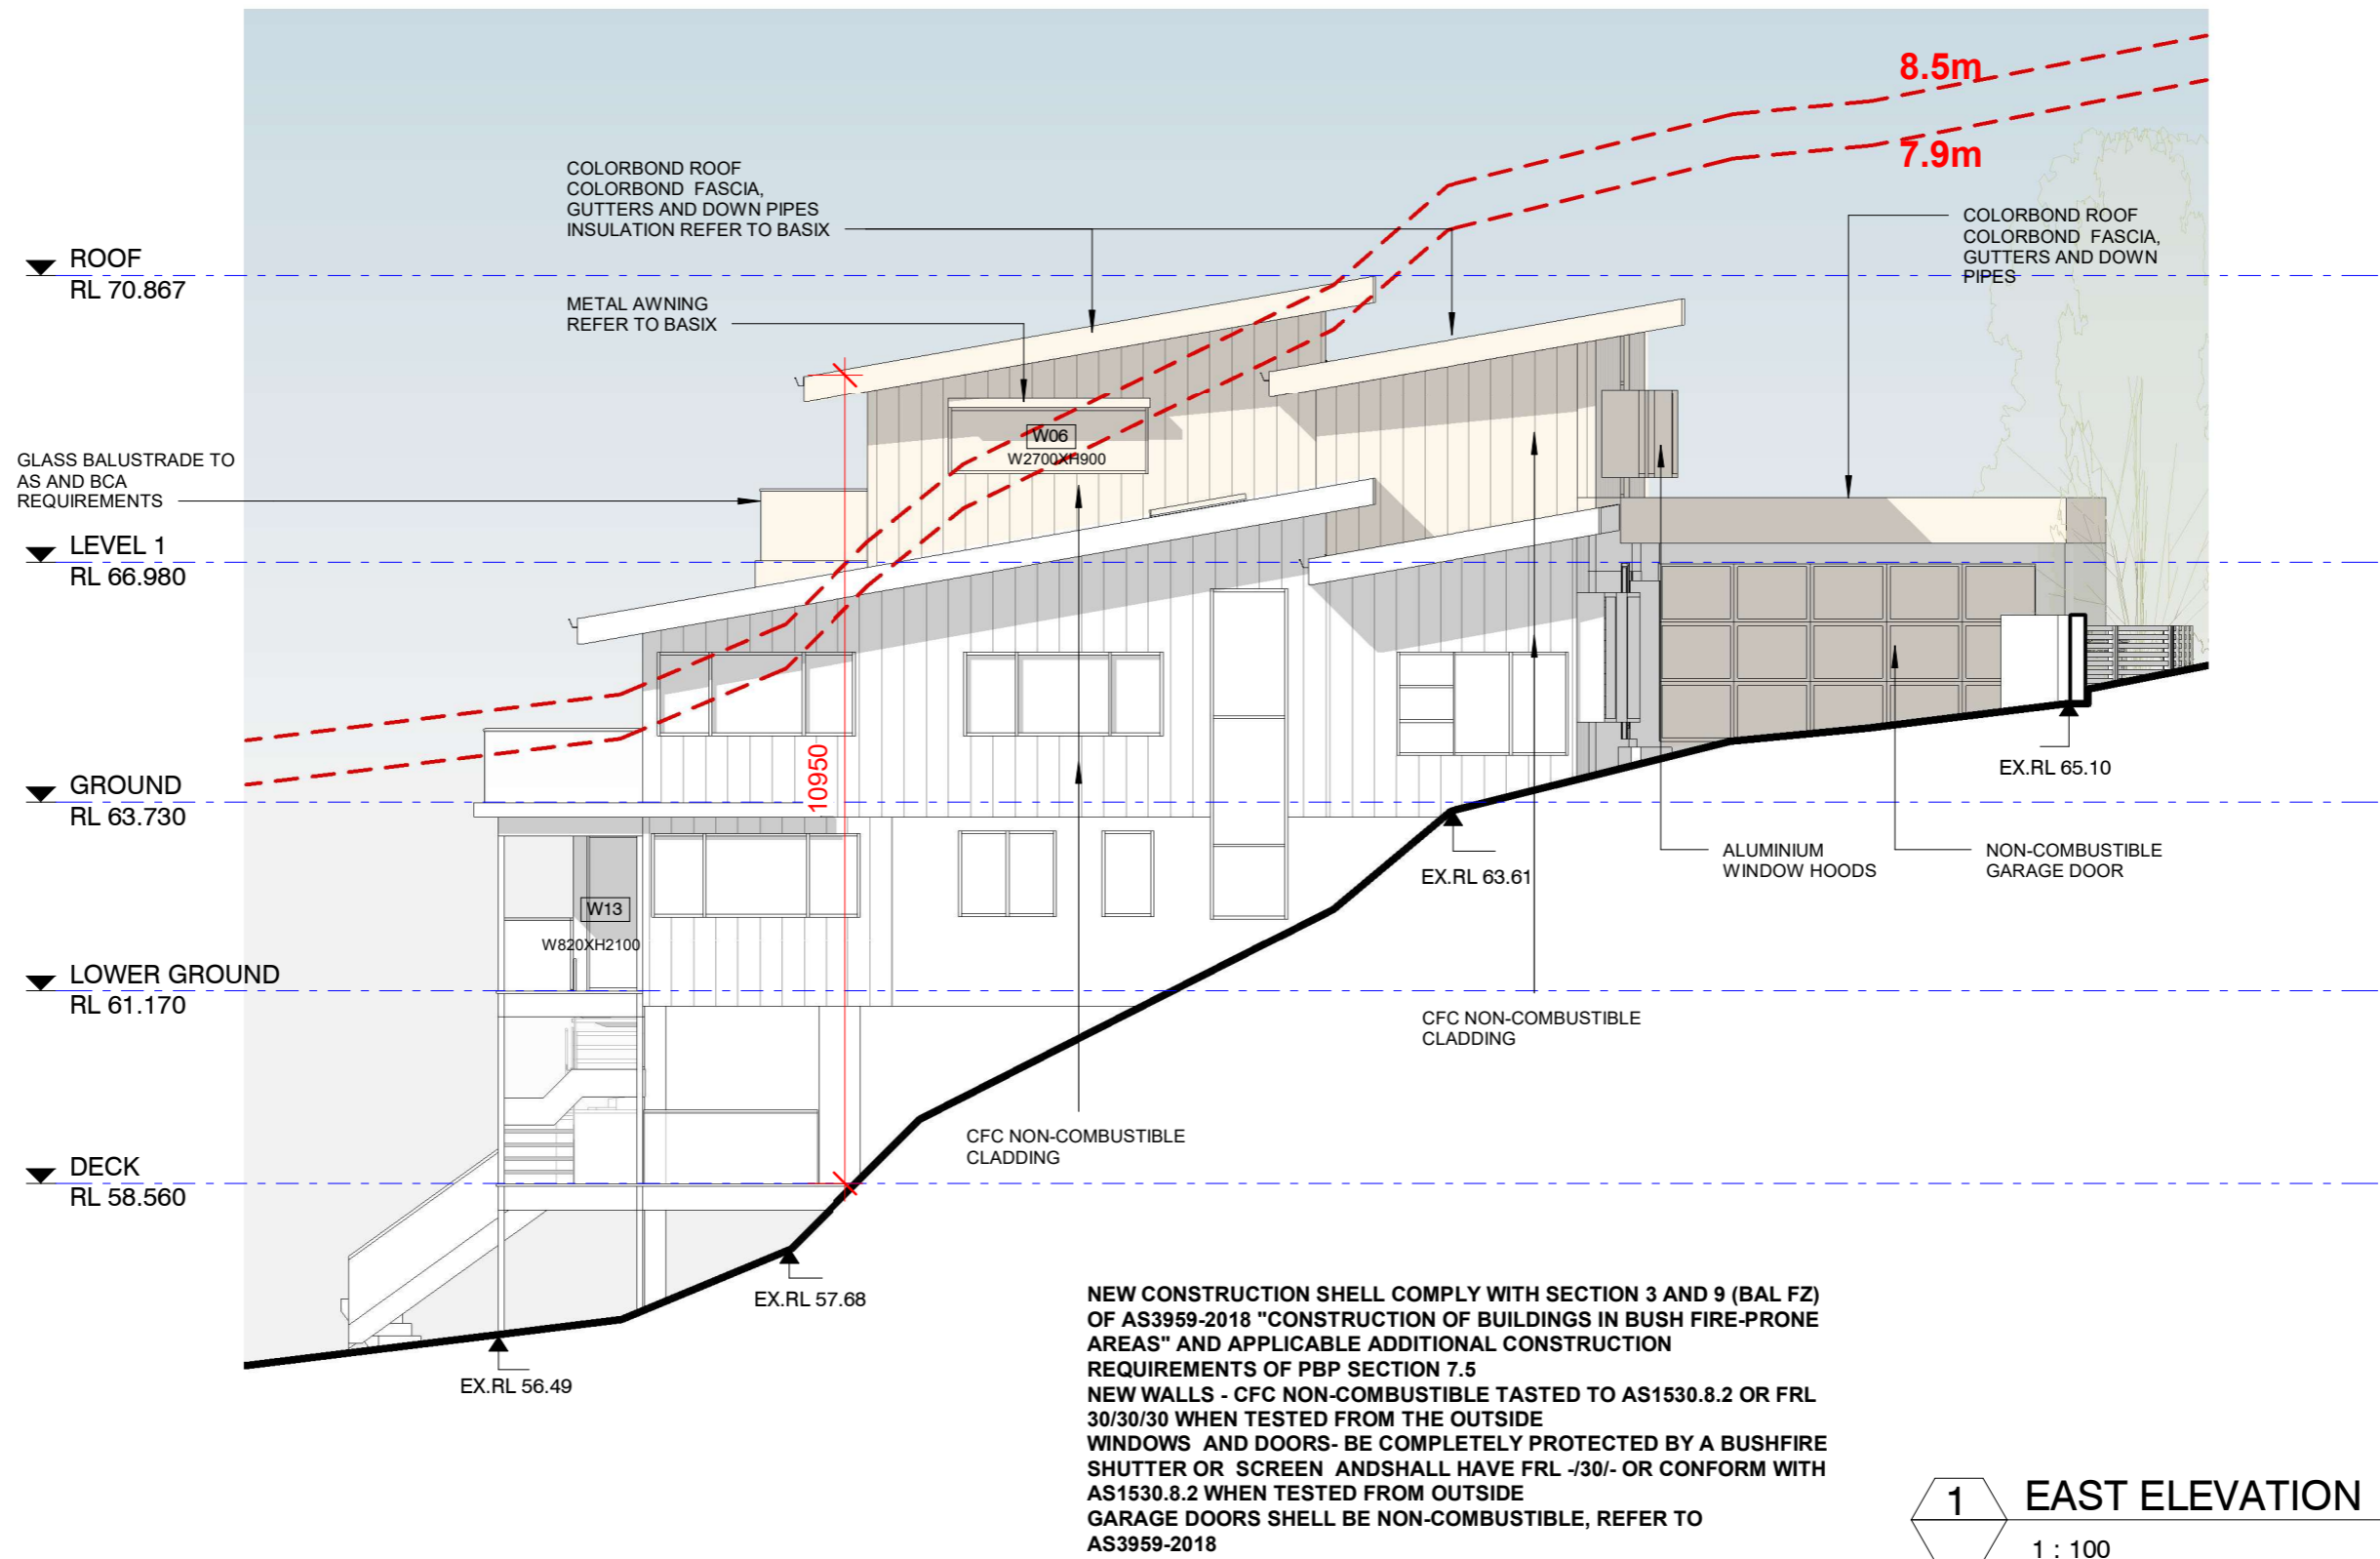 8.5m
7.9m
COLORBOND ROOF
COLORBOND FASCIA,
GUTTERS AND DOWN PIPES
INSULATION REFER TO BASIX
COLORBOND ROOF
COLORBOND FASCIA,
GUTTERS AND DOWN
PIPES
ROOF
RL 70.867
METAL AWNING
REFER TO BASIX
W06
W2700XH900
GLASS BALUSTRADE TO
AS AND BCA
REQUIREMENTS
LEVEL 1
RL 66.980
10950
GROUND
RL 63.730
EX.RL 65.10
ALUMINIUM
WINDOW HOODS
NON-COMBUSTIBLE
GARAGE DOOR
EX.RL 63.61
W13
W820XH2100
LOWER GROUND
RL 61.170
CFC NON-COMBUSTIBLE
CLADDING
CFC NON-COMBUSTIBLE
CLADDING
DECK
RL 58.560
EX.RL 57.68
EX.RL 56.49
NEW CONSTRUCTION SHELL COMPLY WITH SECTION 3 AND 9 (BAL FZ)
OF AS3959-2018 "CONSTRUCTION OF BUILDINGS IN BUSH FIRE-PRONE
AREAS" AND APPLICABLE ADDITIONAL CONSTRUCTION
REQUIREMENTS OF PBP SECTION 7.5
NEW WALLS - CFC NON-COMBUSTIBLE TASTED TO AS1530.8.2 OR FRL
30/30/30 WHEN TESTED FROM THE OUTSIDE
WINDOWS AND DOORS- BE COMPLETELY PROTECTED BY A BUSHFIRE
SHUTTER OR SCREEN ANDSHALL HAVE FRL -/30/- OR CONFORM WITH
AS1530.8.2 WHEN TESTED FROM OUTSIDE
GARAGE DOORS SHELL BE NON-COMBUSTIBLE, REFER TO
AS3959-2018
1
EAST ELEVATION
1 : 100